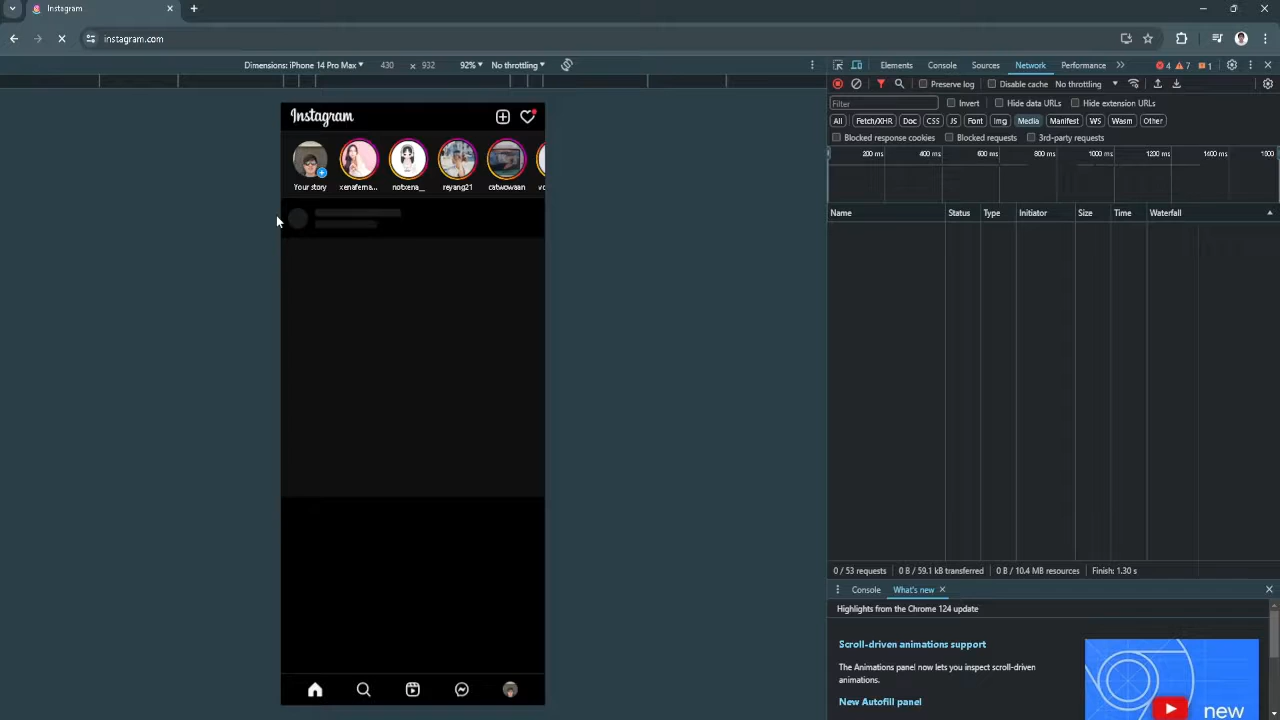 Instagram
instagram.com
Dimensions: iPhone 14 Pro Max 430 × 932 92% No throttling
Elements Console Sources Network Performance 4 7 1
Preserve log Disable cache No throttling
Filter Invert Hide data URLs Hide extension URLs
All Fetch/XHR Doc CSS JS Font Img Media Manifest WS Wasm Other
Blocked response cookies Blocked requests 3rd-party requests
200 ms 400 ms 600 ms 800 ms 1000 ms 1200 ms 1400 ms
Name Status Type Initiator Size Time Waterfall
Instagram
Your story xenafema... notxena_ reyang21 catwowaan
0 / 53 requests 0 B / 59.1 kB transferred 0 B / 10.4 MB resources Finish: 1.30 s
Console What's new
Highlights from the Chrome 124 update
Scroll-driven animations support
The Animations panel now lets you inspect scroll-driven
animations.
New Autofill panel
new